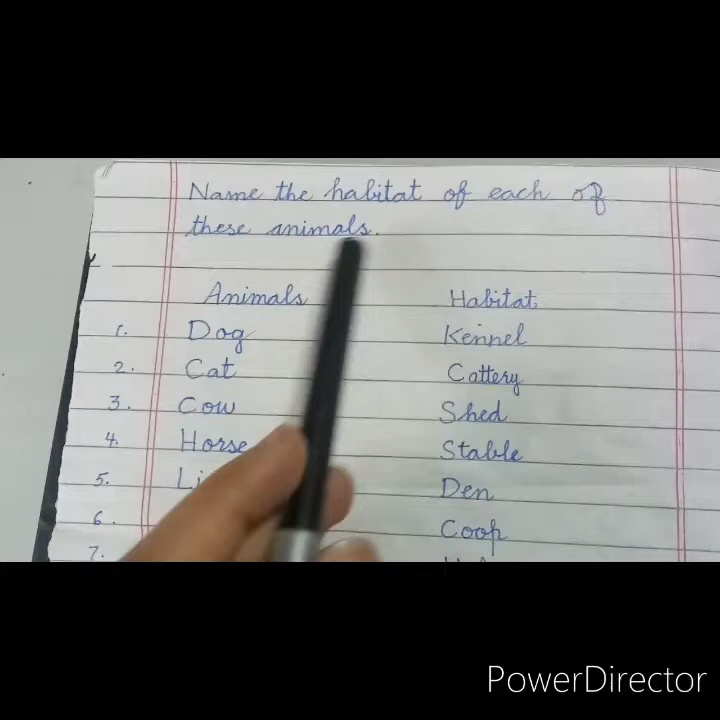 Name the habitat of each of
these animals.
Animals Habitat
1. Dog Kennel
2. Cat Cattery
3. Cow Shed
4. Horse Stable
5. Den
6. Coop
7.
PowerDirector